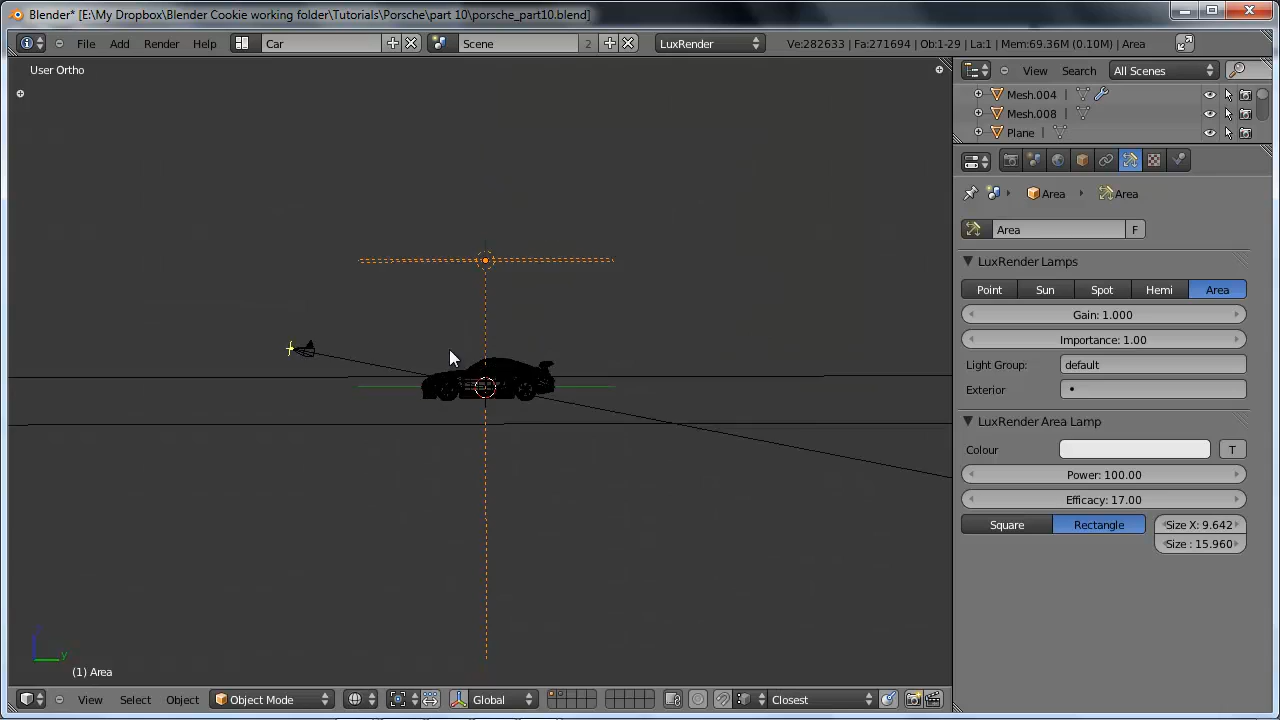 Blender* [E:\My Dropbox\Blender Cookie working folder\Tutorials\Porsche\part 10\porsche_part10.blend]
File Add Render Help Car Scene 2 LuxRender Ve:282633 | Fa:271694 | Ob:1-29 | La:1 | Mem:69.36M (0.10M) | Area
User Ortho
View Search All Scenes
Mesh.004
Mesh.008
Plane
Area Area
Area F
LuxRender Lamps
Point Sun Spot Hemi Area
Gain: 1.000
Importance: 1.00
Light Group: default
Exterior
LuxRender Area Lamp
Colour T
Power: 100.00
Efficacy: 17.00
Square Rectangle Size X: 9.642
Size : 15.960
y
(1) Area
View Select Object Object Mode Global Closest